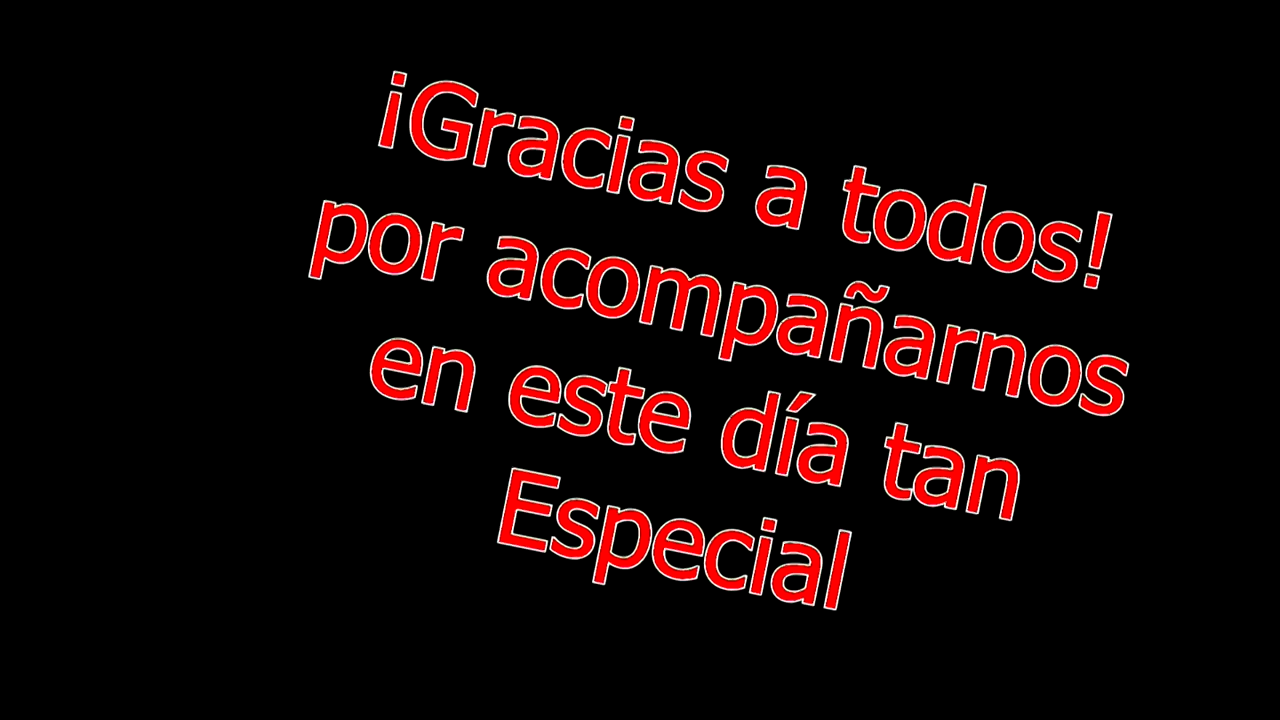 ¡Gracias a todos!
por acompañarnos
en este día tan
Especial